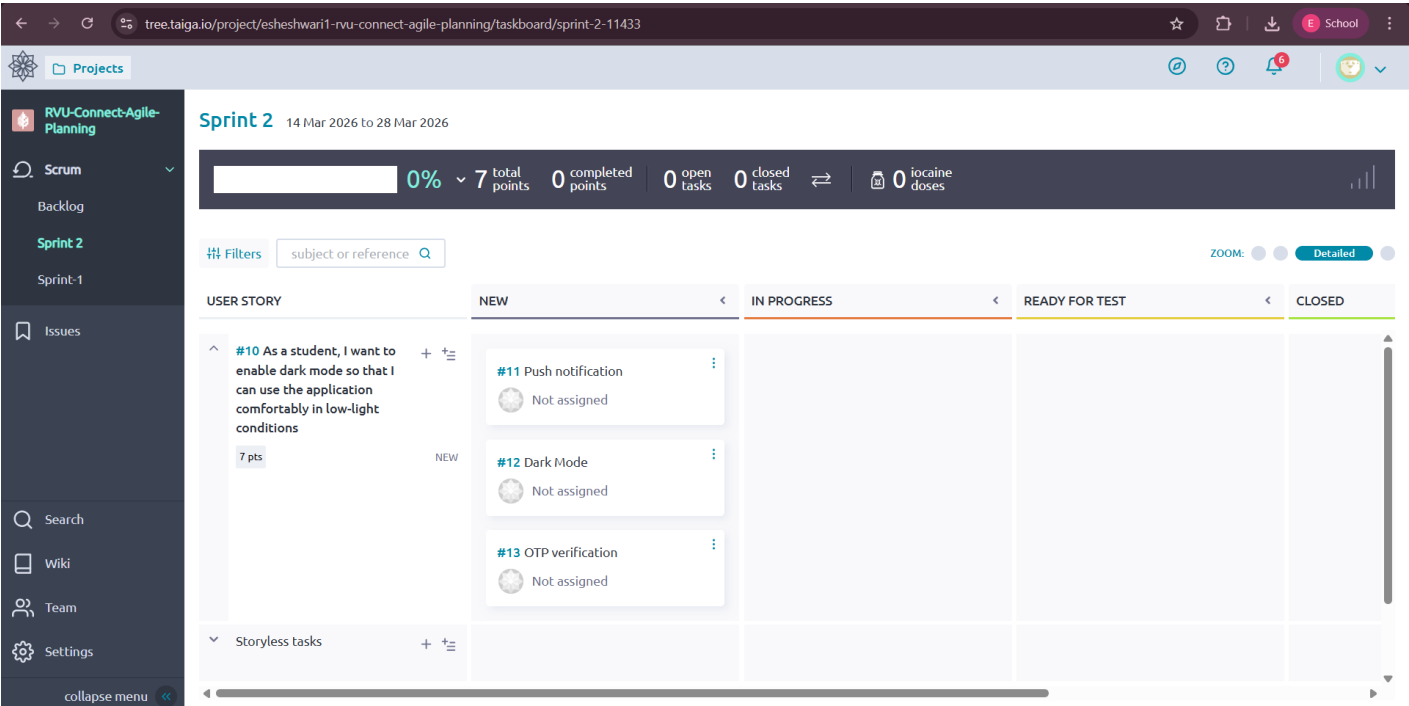 tree.taiga.io/project/esheshwari1-rvu-connect-agile-planning/taskboard/sprint-2-11433
E School
Projects
6
RVU-Connect-Agile-
Planning
Scrum
Backlog
Sprint 2
Sprint-1
Issues
Search
Wiki
Team
Settings
collapse menu
Sprint 2 14 Mar 2026 to 28 Mar 2026
0% 7 total points 0 completed points 0 open tasks 0 closed tasks 0 iocaine doses
Filters subject or reference ZOOM: Detailed
USER STORY NEW IN PROGRESS READY FOR TEST CLOSED
#10 As a student, I want to
enable dark mode so that I
can use the application
comfortably in low-light
conditions
7 pts NEW
#11 Push notification
Not assigned
#12 Dark Mode
Not assigned
#13 OTP verification
Not assigned
Storyless tasks